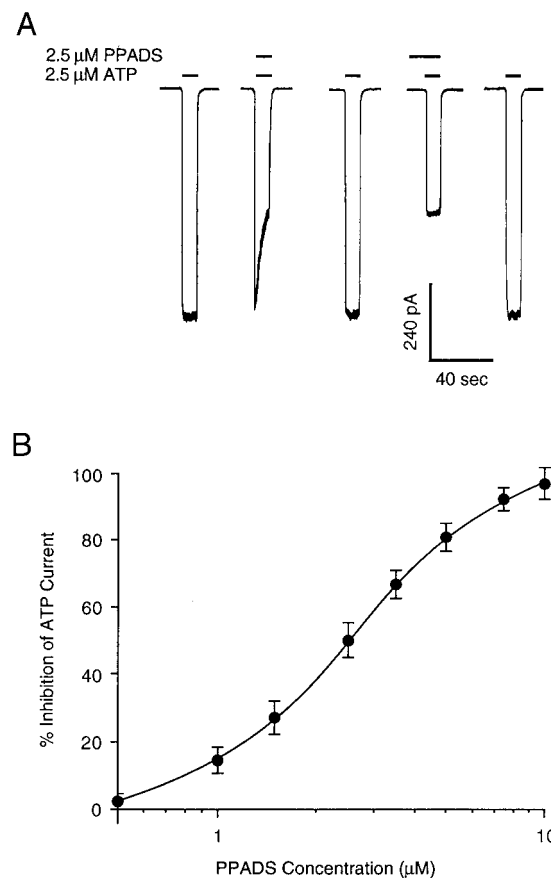 A
2.5 µM PPADS
2.5 µM ATP
240 pA
40 sec
B
% Inhibition of ATP Current
100
80
60
40
20
0
1
10
PPADS Concentration (µM)